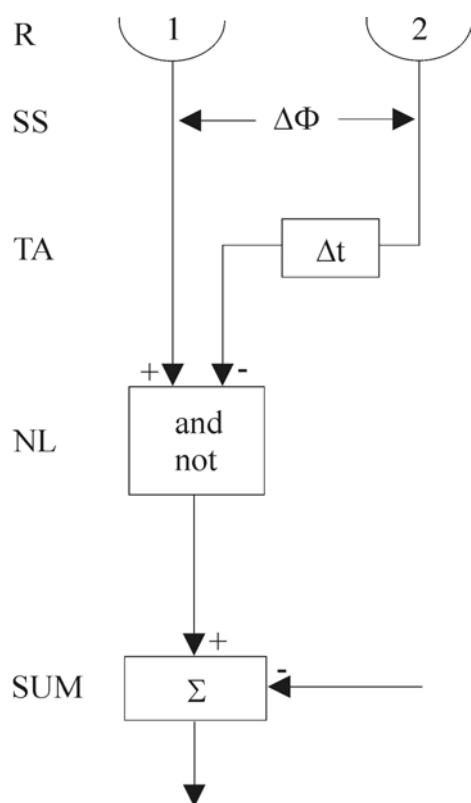 R 1 2
SS ΔΦ
TA Δt
+ -
NL and
not
+
-
SUM Σ